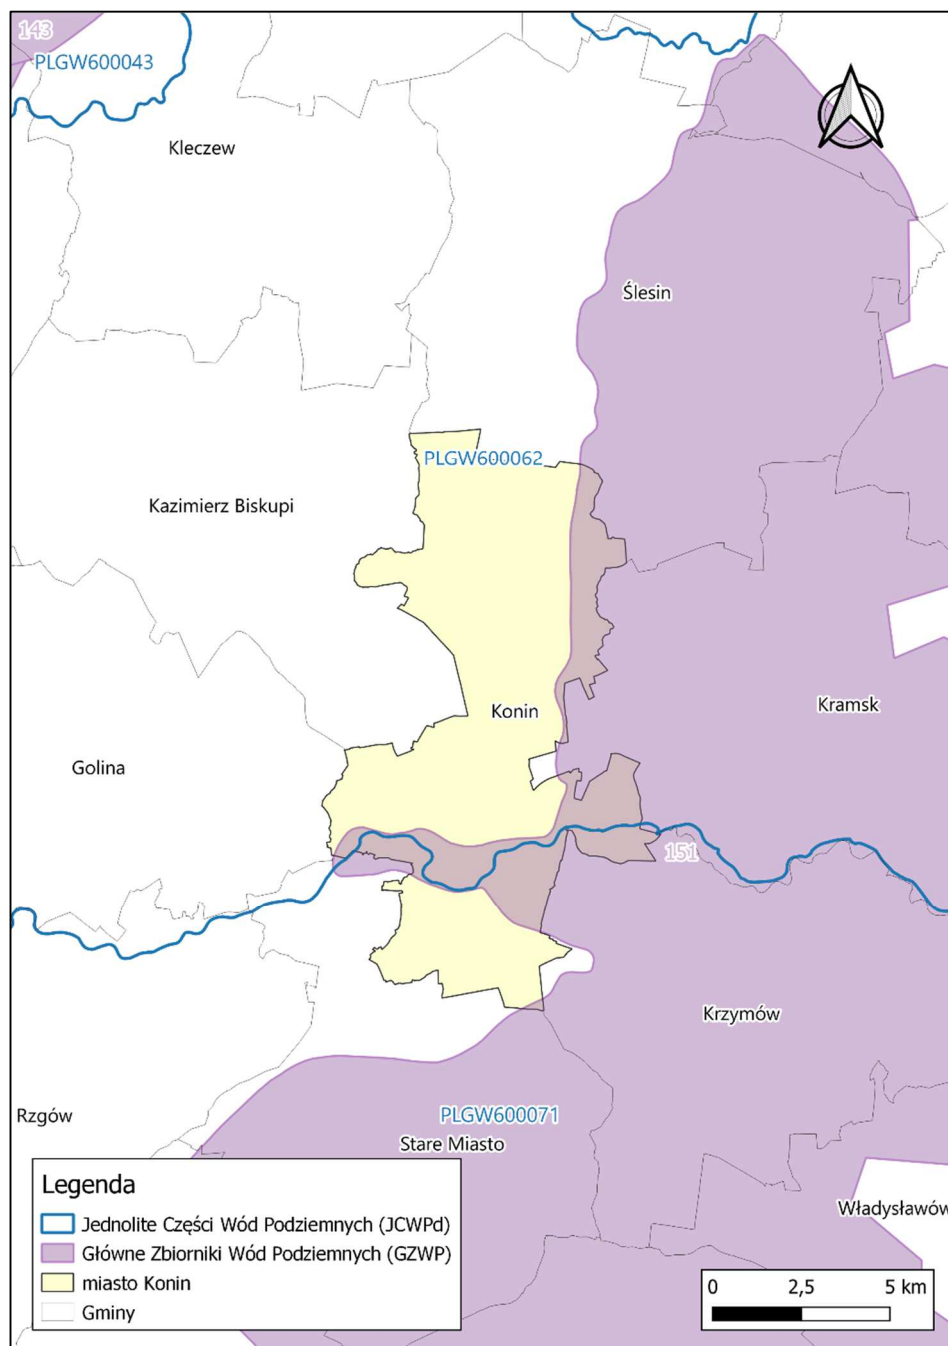 143
PLGW600043
Kleczew
Ślesin
PLGW600062
Kazimierz Biskupi
Kramsk
Konin
Golina
151
Krzymów
Rzgów
PLGW600071
Stare Miasto
Władysławów
Legenda
Jednolite Części Wód Podziemnych (JCWPd)
Główne Zbiorniki Wód Podziemnych (GZWP)
miasto Konin
Gminy
0 2,5 5 km